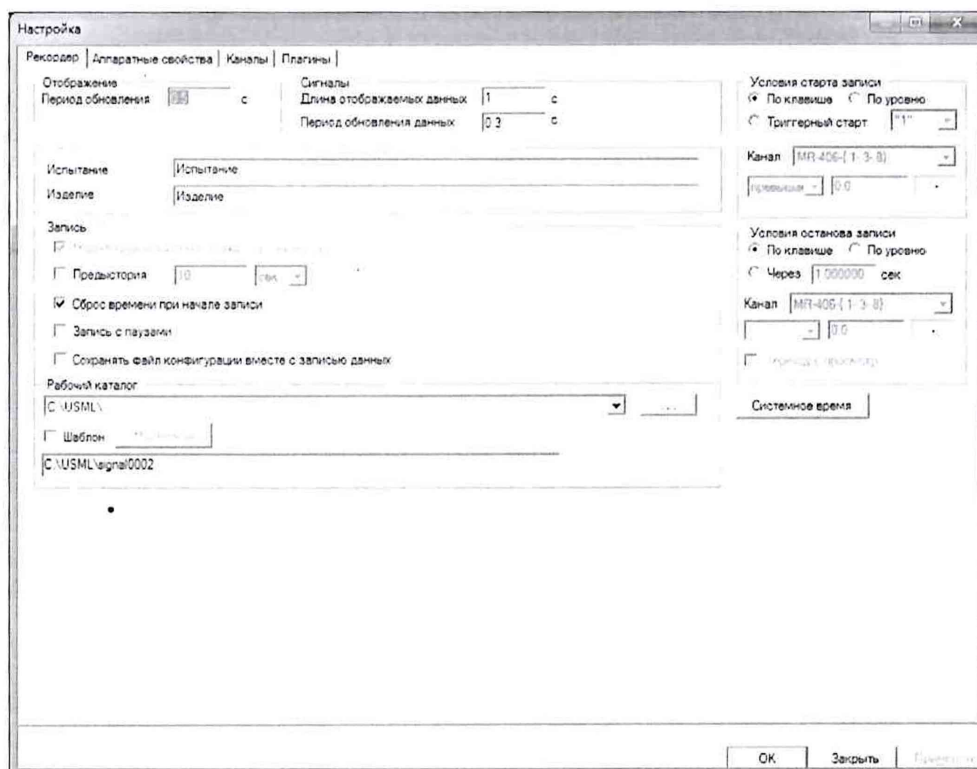 Настройка
Рекордер Аппаратные свойства Каналы Плагины
Отображение
Период обновления с
Сигналы
Длина отображаемых данных 1 с
Период обновления данных 0.3 с
Испытание Испытание
Изделие Изделие
Запись
Предыстория 10 сек
Сброс времени при начале записи
Запись с паузами
Сохранять файл конфигурации вместе с записью данных
Рабочий каталог
C:\USML\ ...
Шаблон
C:\USML\signal0002
Условия старта записи
По клавише По уровню
Триггерный старт "1"
Канал MR-406-{ 1- 3- 8}
0.0
Условия останова записи
По клавише По уровню
Через 1.000000 сек
Канал MR-406-{ 1- 3- 8}
0.0
Системное время
OK Закрыть